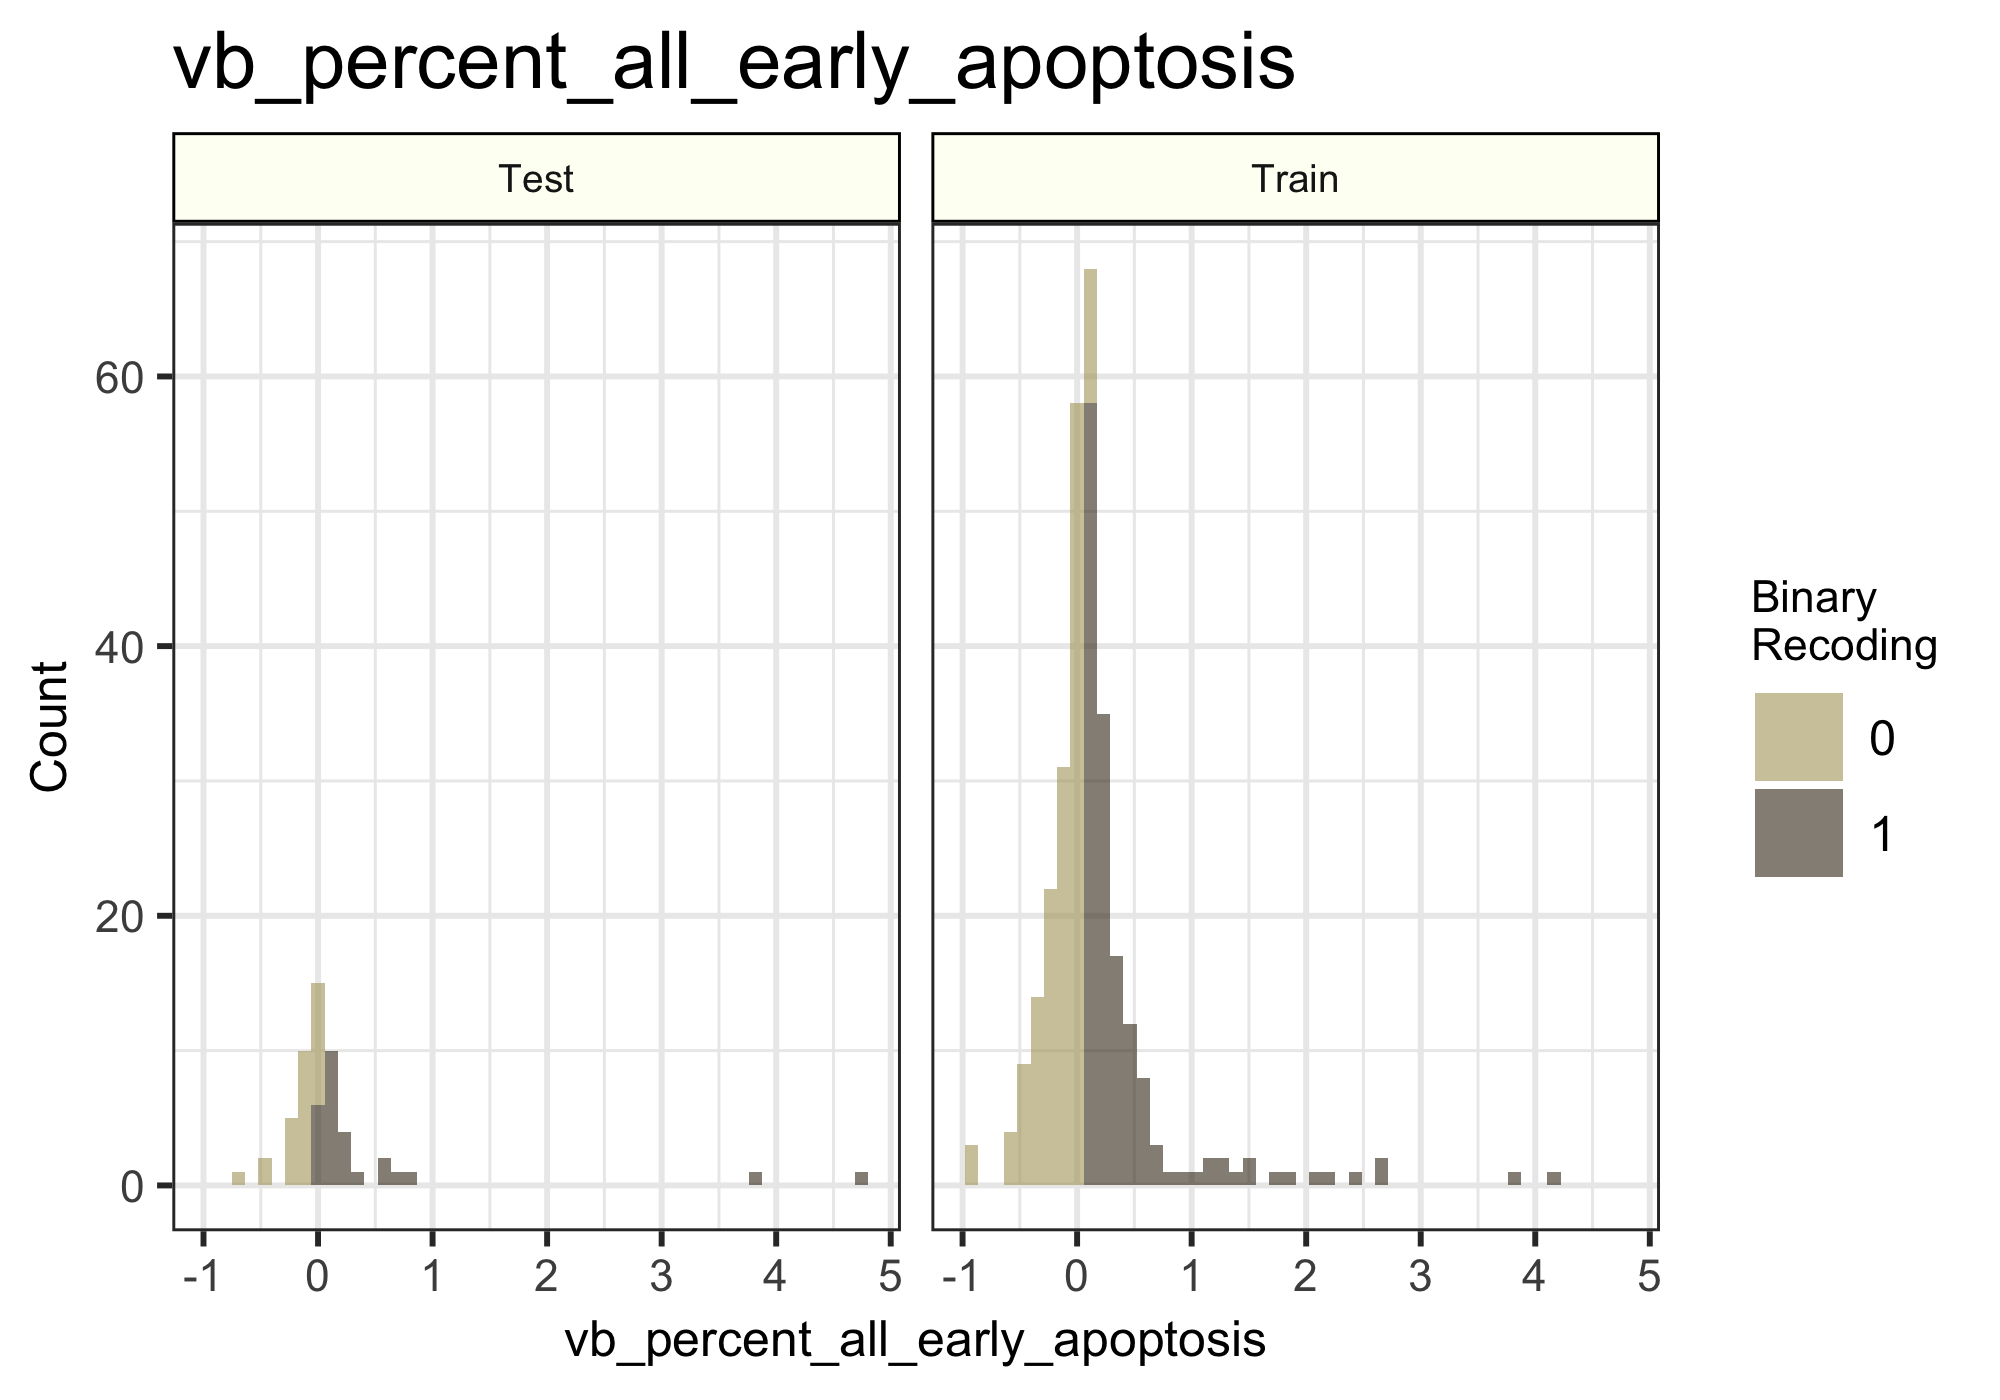 vb_percent_all_early_apoptosis
Test
Train
60
40
20
0
Count
-1 0 1 2 3 4 5
-1 0 1 2 3 4 5
vb_percent_all_early_apoptosis
Binary
Recoding
0
1